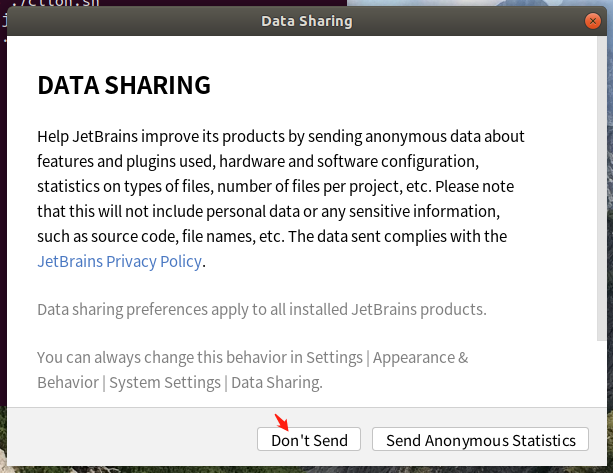 ./clion.sh
Data Sharing
DATA SHARING
Help JetBrains improve its products by sending anonymous data about
features and plugins used, hardware and software configuration,
statistics on types of files, number of files per project, etc. Please note
that this will not include personal data or any sensitive information,
such as source code, file names, etc. The data sent complies with the
JetBrains Privacy Policy.
Data sharing preferences apply to all installed JetBrains products.
You can always change this behavior in Settings | Appearance &
Behavior | System Settings | Data Sharing.
Don't Send
Send Anonymous Statistics